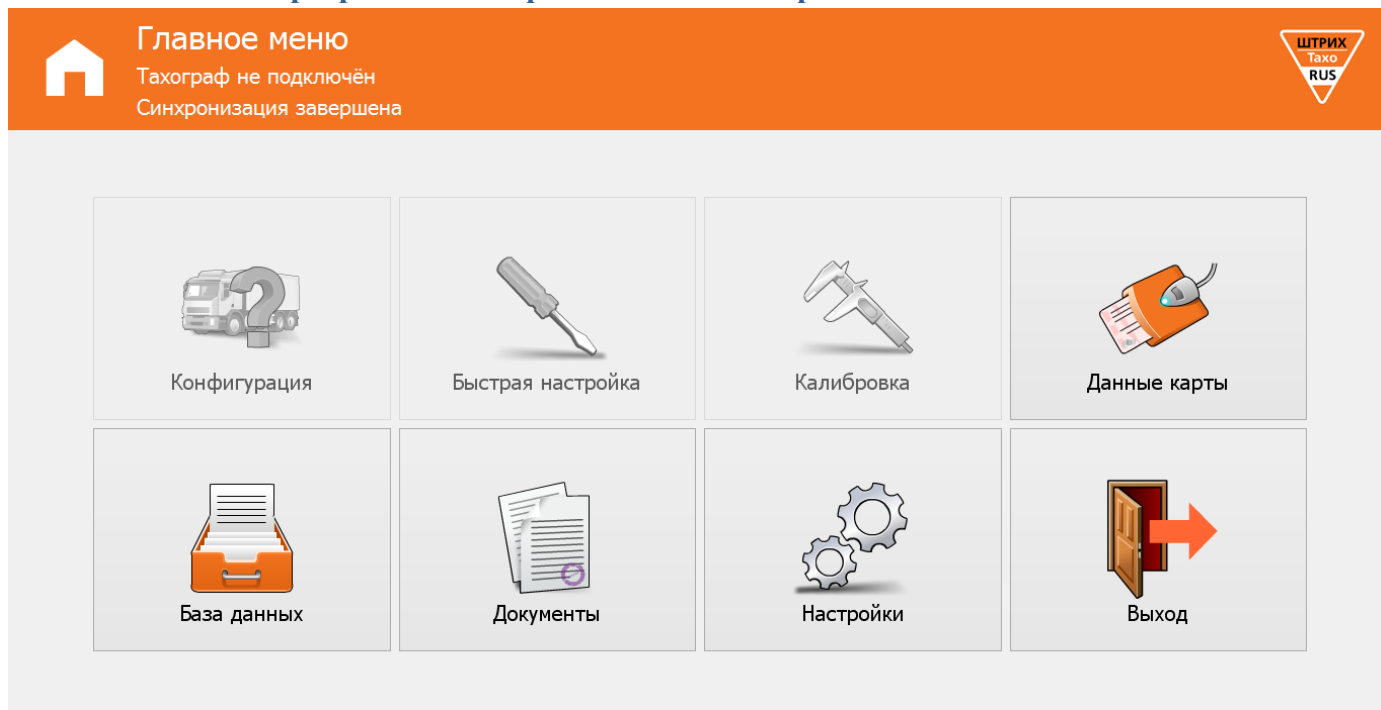 Главное меню
Тахограф не подключён
Синхронизация завершена
ШТРИХ
Тахо
RUS
Конфигурация
Быстрая настройка
Калибровка
Данные карты
База данных
Документы
Настройки
Выход